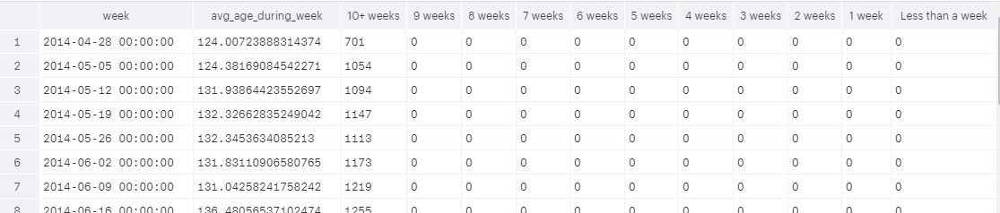 week avg_age_during_week 10+ weeks 9 weeks 8 weeks 7 weeks 6 weeks 5 weeks 4 weeks 3 weeks 2 weeks 1 week Less than a week
1 2014-04-28 00:00:00 124.00723888314374 701 0 0 0 0 0 0 0 0 0 0
2 2014-05-05 00:00:00 124.38169084542271 1054 0 0 0 0 0 0 0 0 0 0
3 2014-05-12 00:00:00 131.93864423552697 1094 0 0 0 0 0 0 0 0 0 0
4 2014-05-19 00:00:00 132.32662835249042 1147 0 0 0 0 0 0 0 0 0 0
5 2014-05-26 00:00:00 132.3453634085213 1113 0 0 0 0 0 0 0 0 0 0
6 2014-06-02 00:00:00 131.83110906580765 1173 0 0 0 0 0 0 0 0 0 0
7 2014-06-09 00:00:00 131.04258241758242 1219 0 0 0 0 0 0 0 0 0 0
8 2014-06-16 00:00:00 136.48056537102474 1255 0 0 0 0 0 0 0 0 0 0